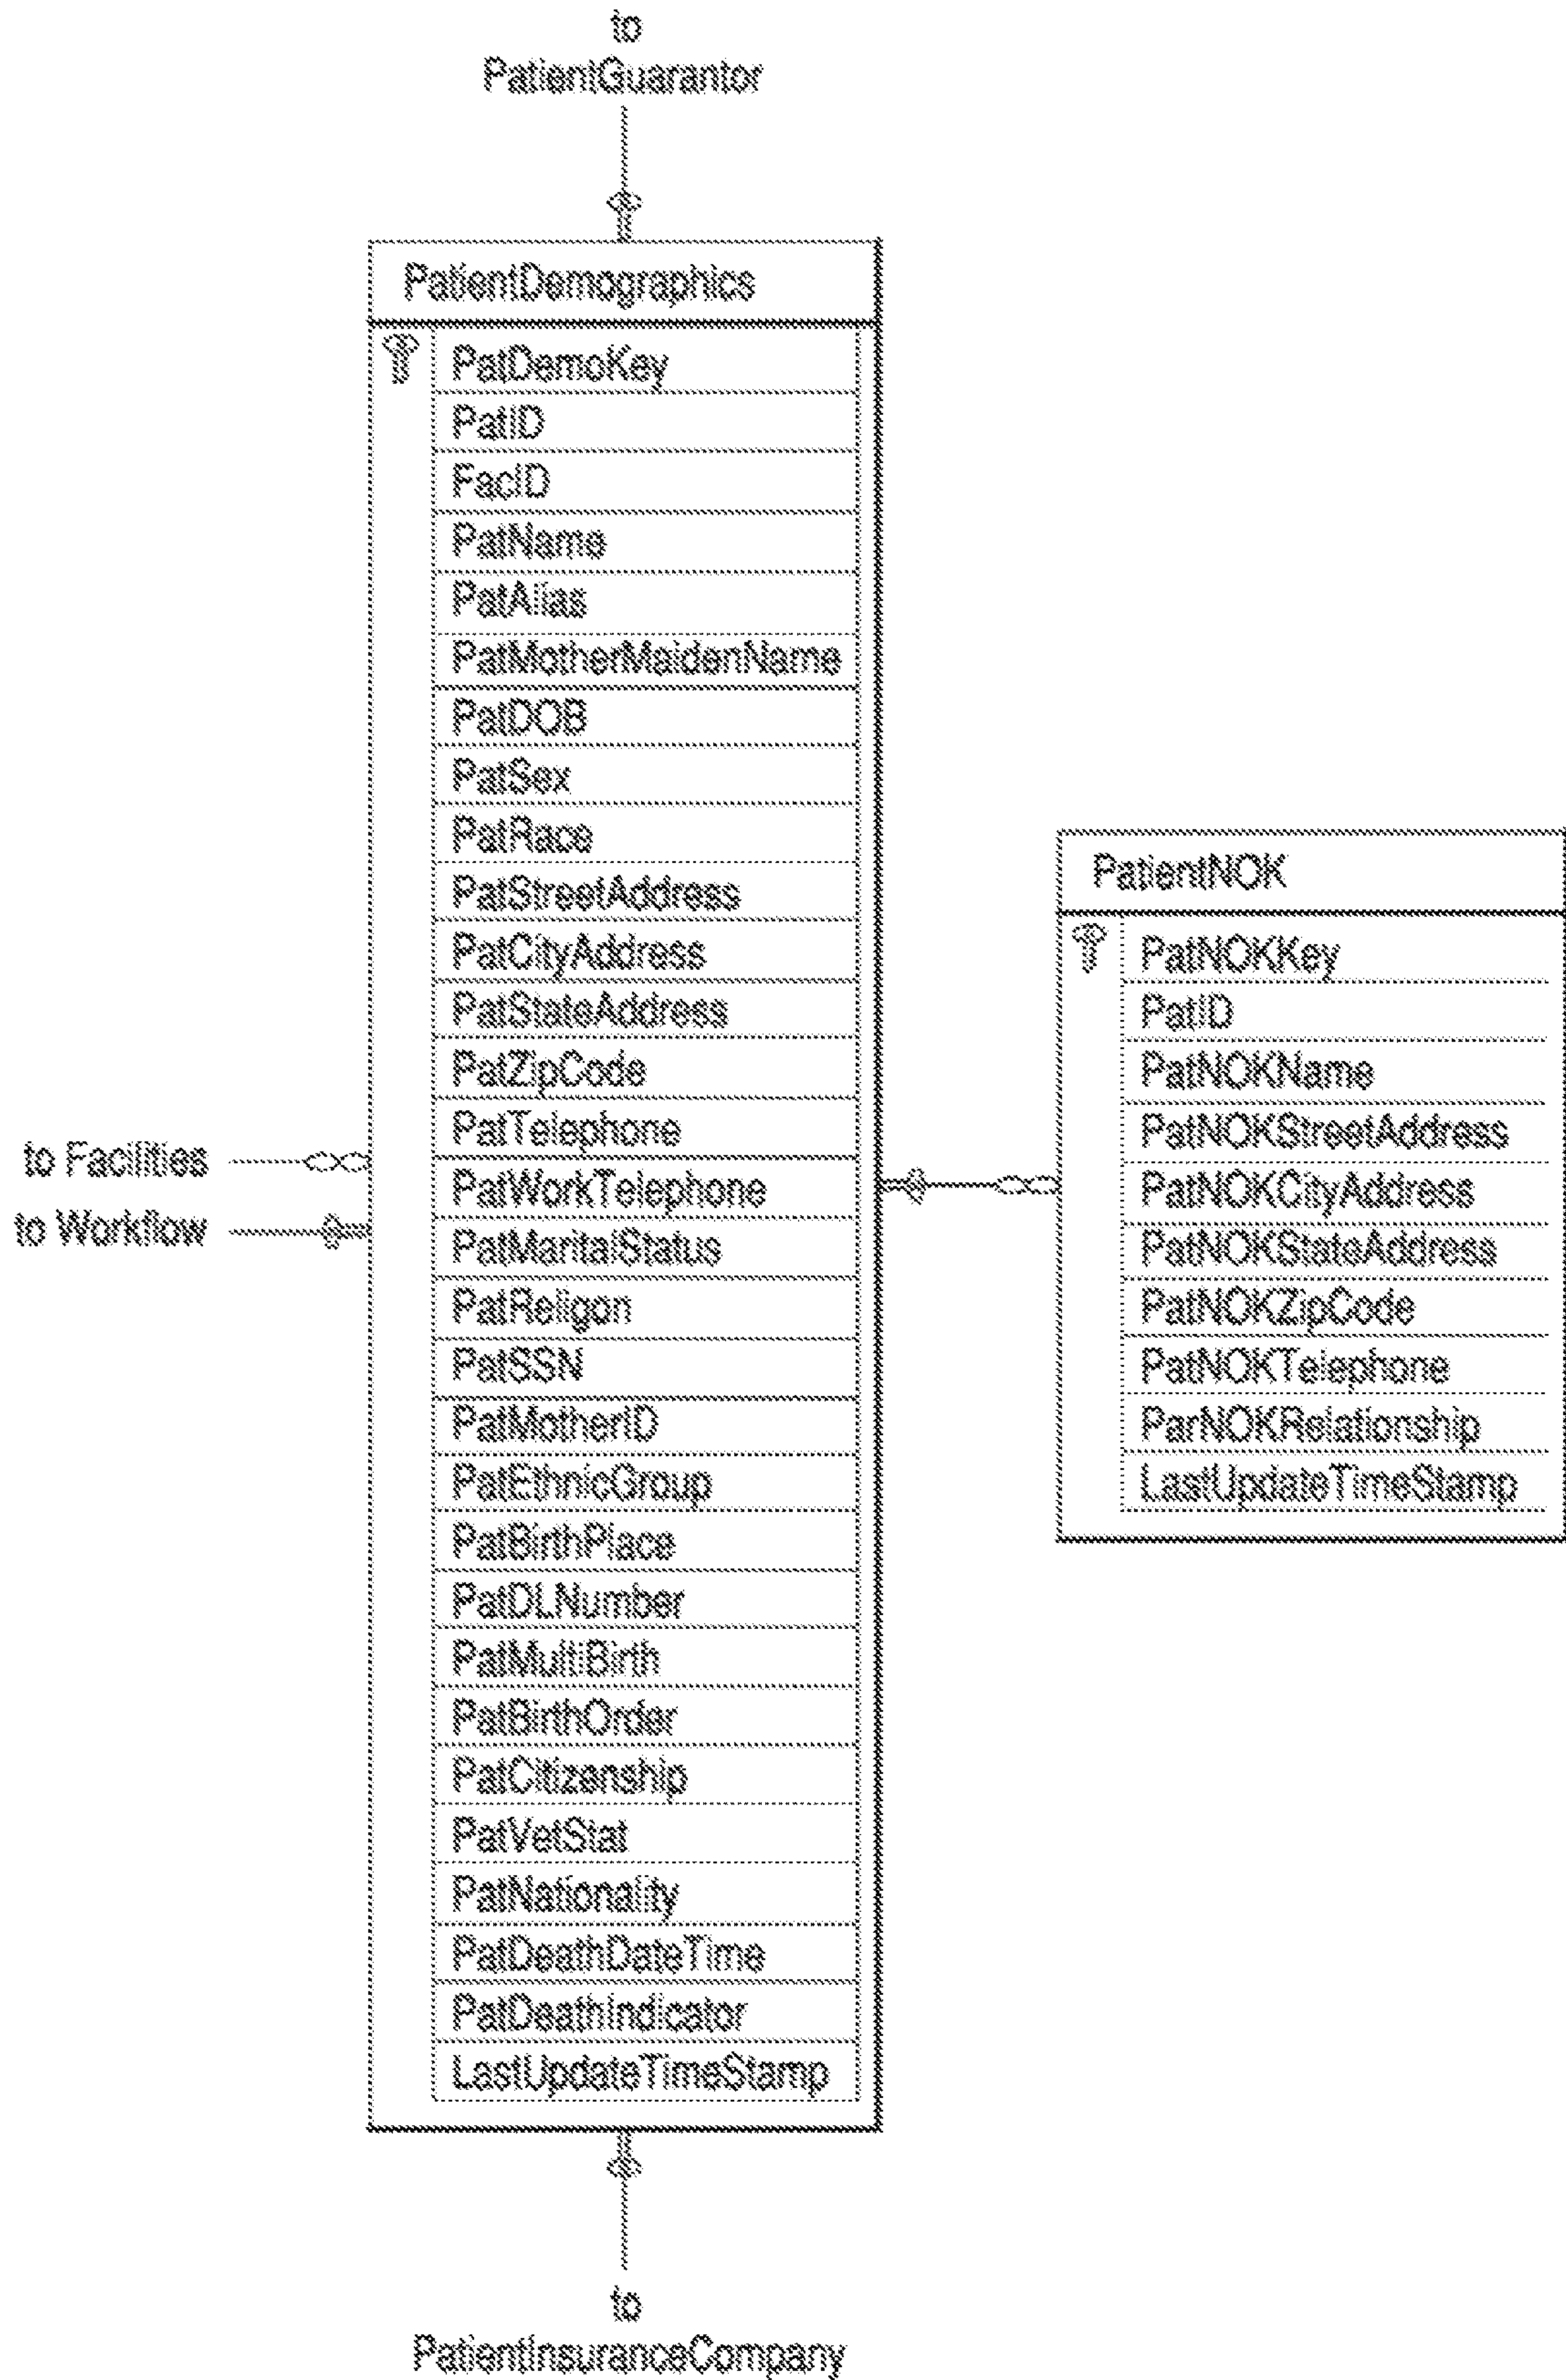 to
PatientGuarantor
PatientDemographics
PatDemoKey
PatID
FacID
PatName
PatAlias
PatMotherMaidenName
PatDOB
PatSex
PatRace
PatStreetAddress
PatCityAddress
PatStateAddress
PatZipCode
PatTelephone
PatWorkTelephone
PatMaritalStatus
PatReligon
PatSSN
PatMotherID
PatEthnicGroup
PatBirthPlace
PatDLNumber
PatMultiBirth
PatBirthOrder
PatCitizenship
PatVetStat
PatNationality
PatDeathDateTime
PatDeathIndicator
LastUpdateTimeStamp
to Facilities
to Workflow
PatientNOK
PatNOKKey
PatID
PatNOKName
PatNOKStreetAddress
PatNOKCityAddress
PatNOKStateAddress
PatNOKZipCode
PatNOKTelephone
ParNOKRelationship
LastUpdateTimeStamp
to
PatientInsuranceCompany